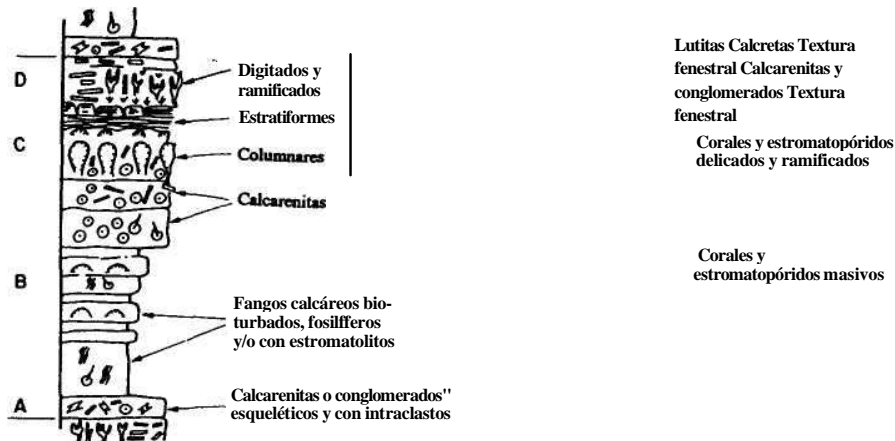 D
C
B
A
Digitados y
ramificados
Estratiformes
Columnares
Calcarenitas
Fangos calcáreos bio-
turbados, fosilffferos
y/o con estromatolitos
Calcarenitas o conglomerados"
esqueléticos y con intraclastos
Lutitas Calcretas Textura
fenestral Calcarenitas y
conglomerados Textura
fenestral
Corales y estromatopóridos
delicados y ramificados
Corales y
estromatopóridos masivos